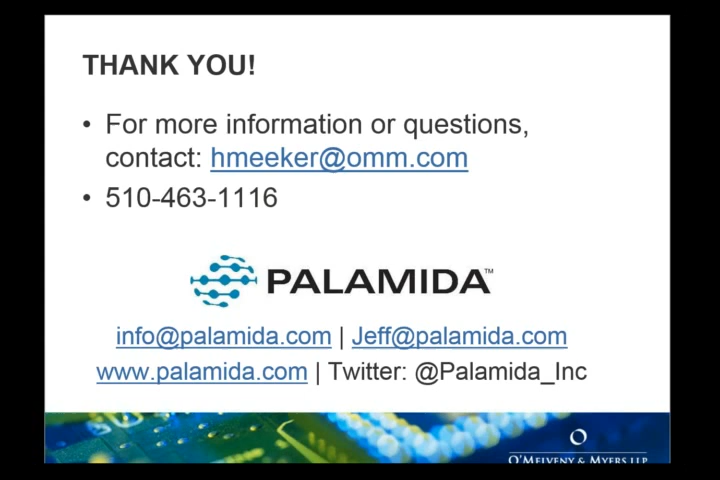 THANK YOU!
• For more information or questions,
contact: hmeeker@omm.com
• 510-463-1116
PALAMIDA™
info@palamida.com | Jeff@palamida.com
www.palamida.com | Twitter: @Palamida_Inc
O
O'MELVENY & MYERS LLP